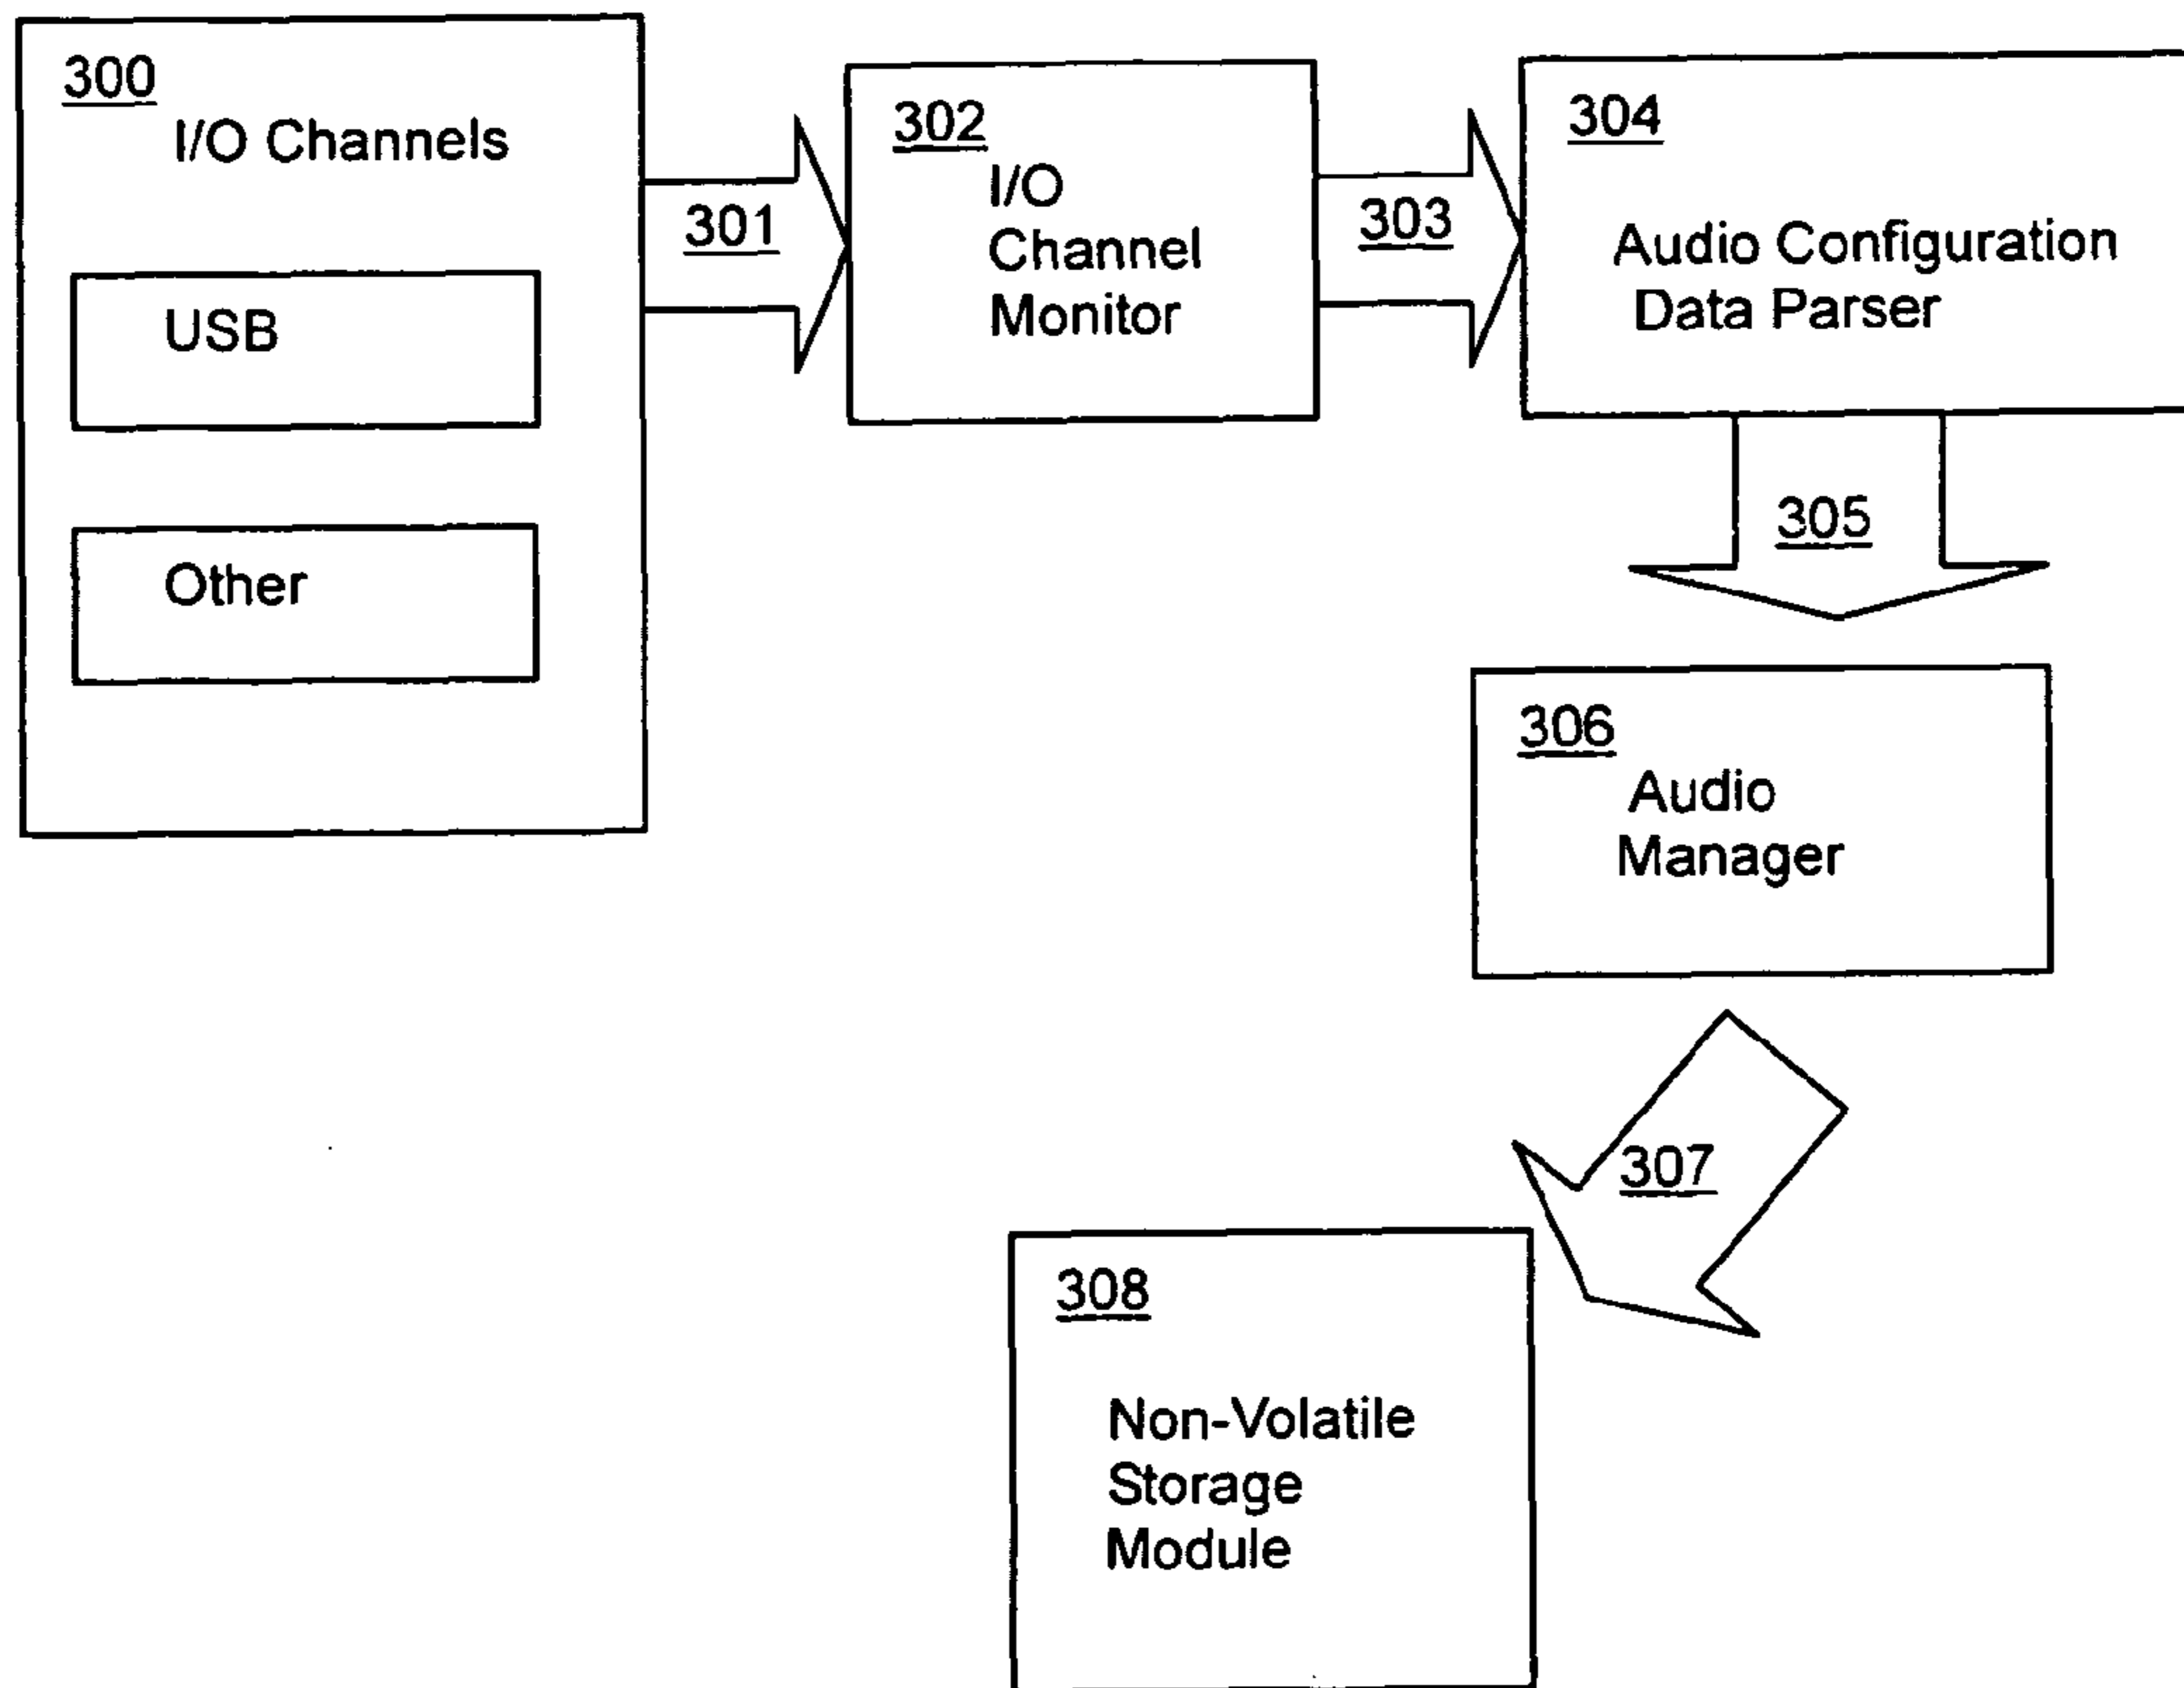 300
I/O Channels
USB
Other
301
302
I/O
Channel
Monitor
303
304
Audio Configuration
Data Parser
305
306
Audio
Manager
307
308
Non-Volatile
Storage
Module